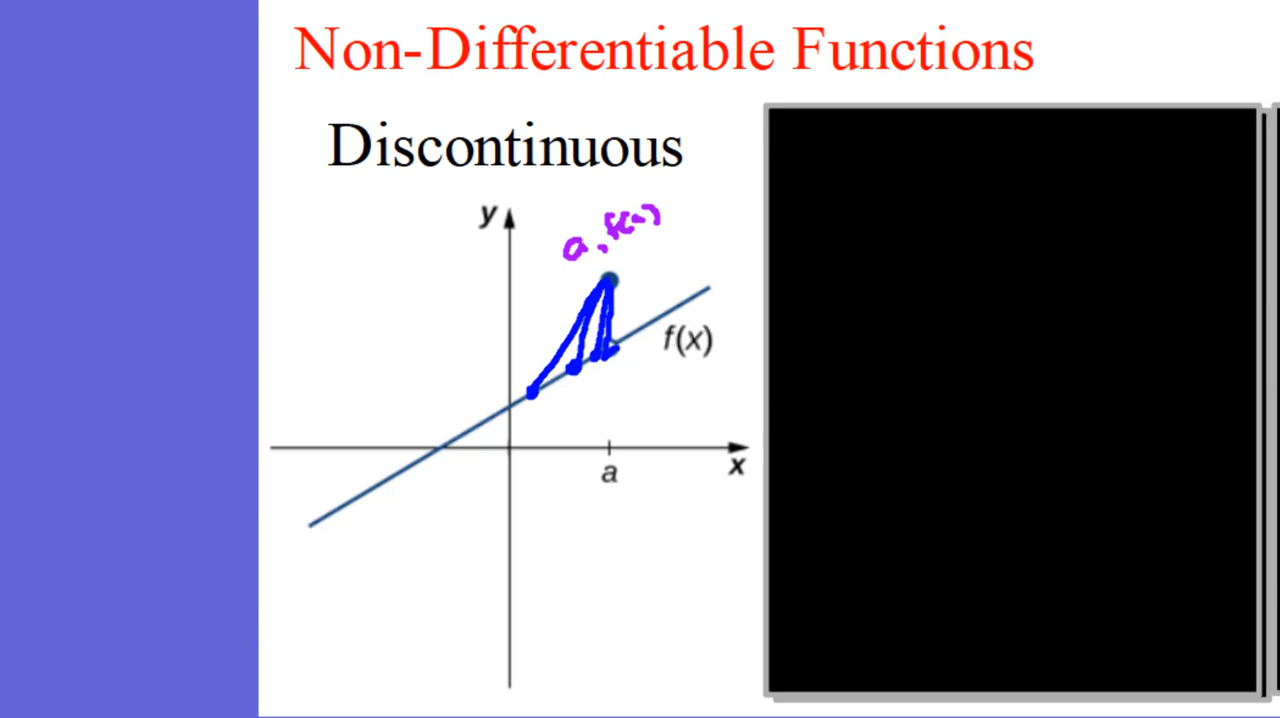 Non-Differentiable Functions
Discontinuous
y
a, f(a)
f(x)
a
x